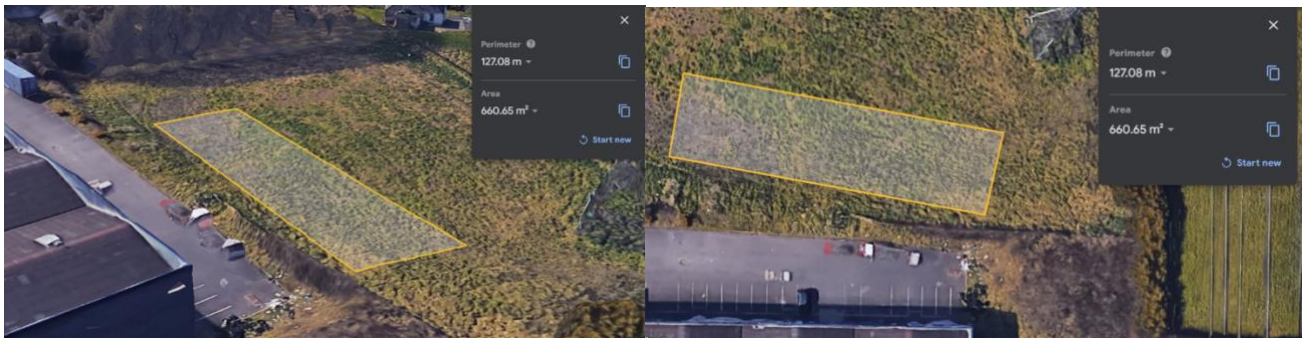 Perimeter
127.08 m
Area
660.65 m²
Start new
Perimeter
127.08 m
Area
660.65 m²
Start new